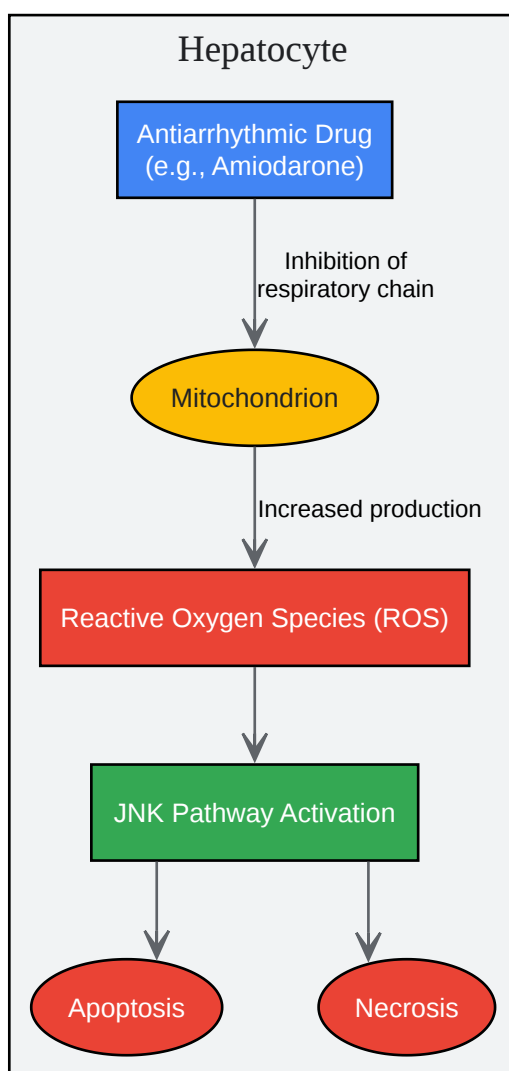 Hepatocyte
Antiarrhythmic Drug
(e.g., Amiodarone)
Inhibition of
respiratory chain
Mitochondrion
Increased production
Reactive Oxygen Species (ROS)
JNK Pathway Activation
Apoptosis
Necrosis